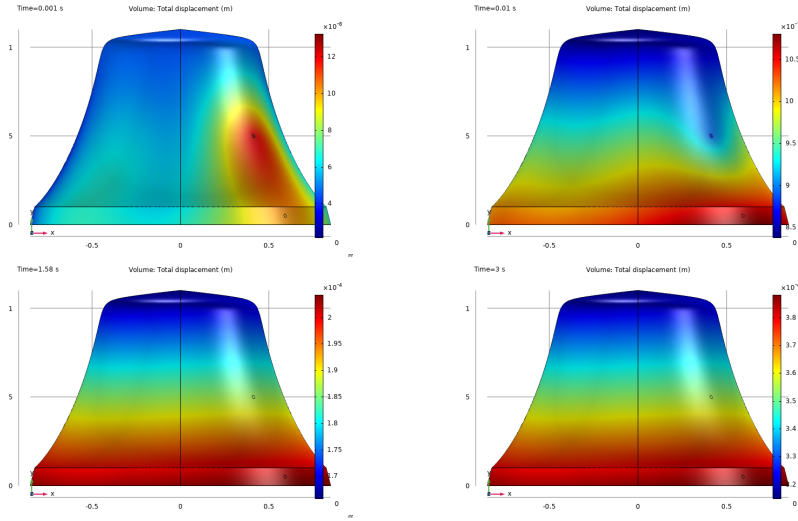 Time=0.001 s Volume: Total displacement (m)
×10⁻⁸
12
10
8
6
4
1
5
0
y
x
-0.5 0 0.5 0
m
Time=0.01 s Volume: Total displacement (m)
10.5
10
9.5
9
8.5
1
5
0
y
x
-0.5 0 0.5 0
Time=1.58 s Volume: Total displacement (m)
×10⁻⁴
2
1.95
1.9
1.85
1.8
1.75
1.7
1
5
0
y
x
-0.5 0 0.5 0
m
Time=3 s Volume: Total displacement (m)
3.8
3.7
3.6
3.5
3.4
3.3
3.2
1
5
0
y
x
-0.5 0 0.5 0